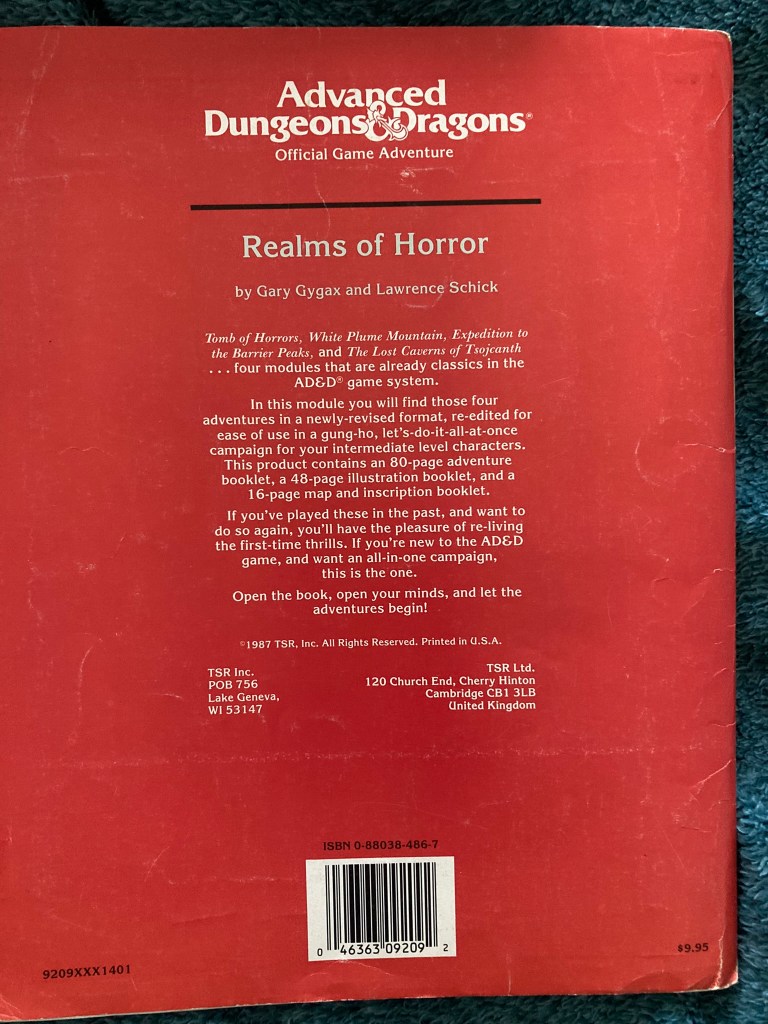 Advanced
Dungeons & Dragons®
Official Game Adventure
Realms of Horror
by Gary Gygax and Lawrence Schick
Tomb of Horrors, White Plume Mountain, Expedition to
the Barrier Peaks, and The Lost Caverns of Tsojcanth
. . . four modules that are already classics in the
AD&D® game system.
In this module you will find those four
adventures in a newly-revised format, re-edited for
ease of use in a gung-ho, let's-do-it-all-at-once
campaign for your intermediate level characters.
This product contains an 80-page adventure
booklet, a 48-page illustration booklet, and a
16-page map and inscription booklet.
If you've played these in the past, and want to
do so again, you'll have the pleasure of re-living
the first-time thrills. If you're new to the AD&D
game, and want an all-in-one campaign,
this is the one.
Open the book, open your minds, and let the
adventures begin!
©1987 TSR, Inc. All Rights Reserved. Printed in U.S.A.
TSR Inc.
POB 756
Lake Geneva,
WI 53147
TSR Ltd.
120 Church End, Cherry Hinton
Cambridge CB1 3LB
United Kingdom
ISBN 0-88038-486-7
0 46363 09209 2
$9.95
9209XXX1401